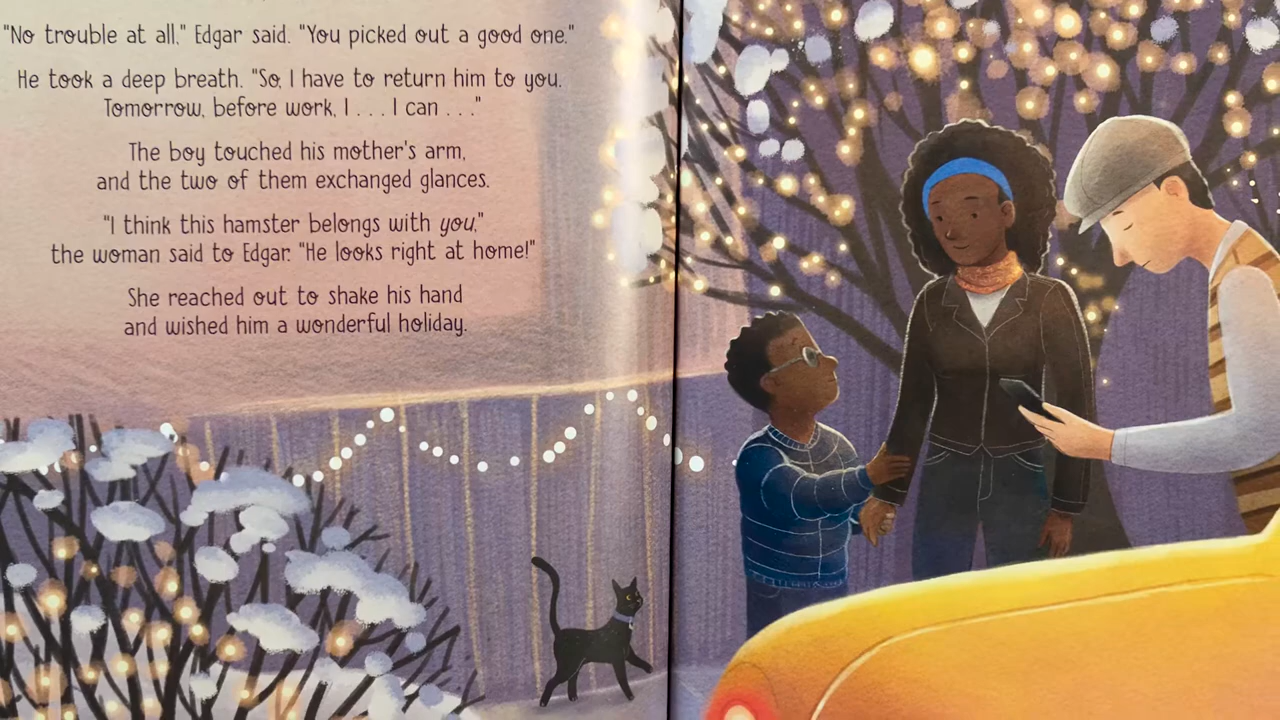 "No trouble at all," Edgar said. "You picked out a good one."
He took a deep breath. "So, I have to return him to you.
Tomorrow, before work, I . . . I can . . ."
The boy touched his mother's arm,
and the two of them exchanged glances.
"I think this hamster belongs with you,"
the woman said to Edgar. "He looks right at home!"
She reached out to shake his hand
and wished him a wonderful holiday.